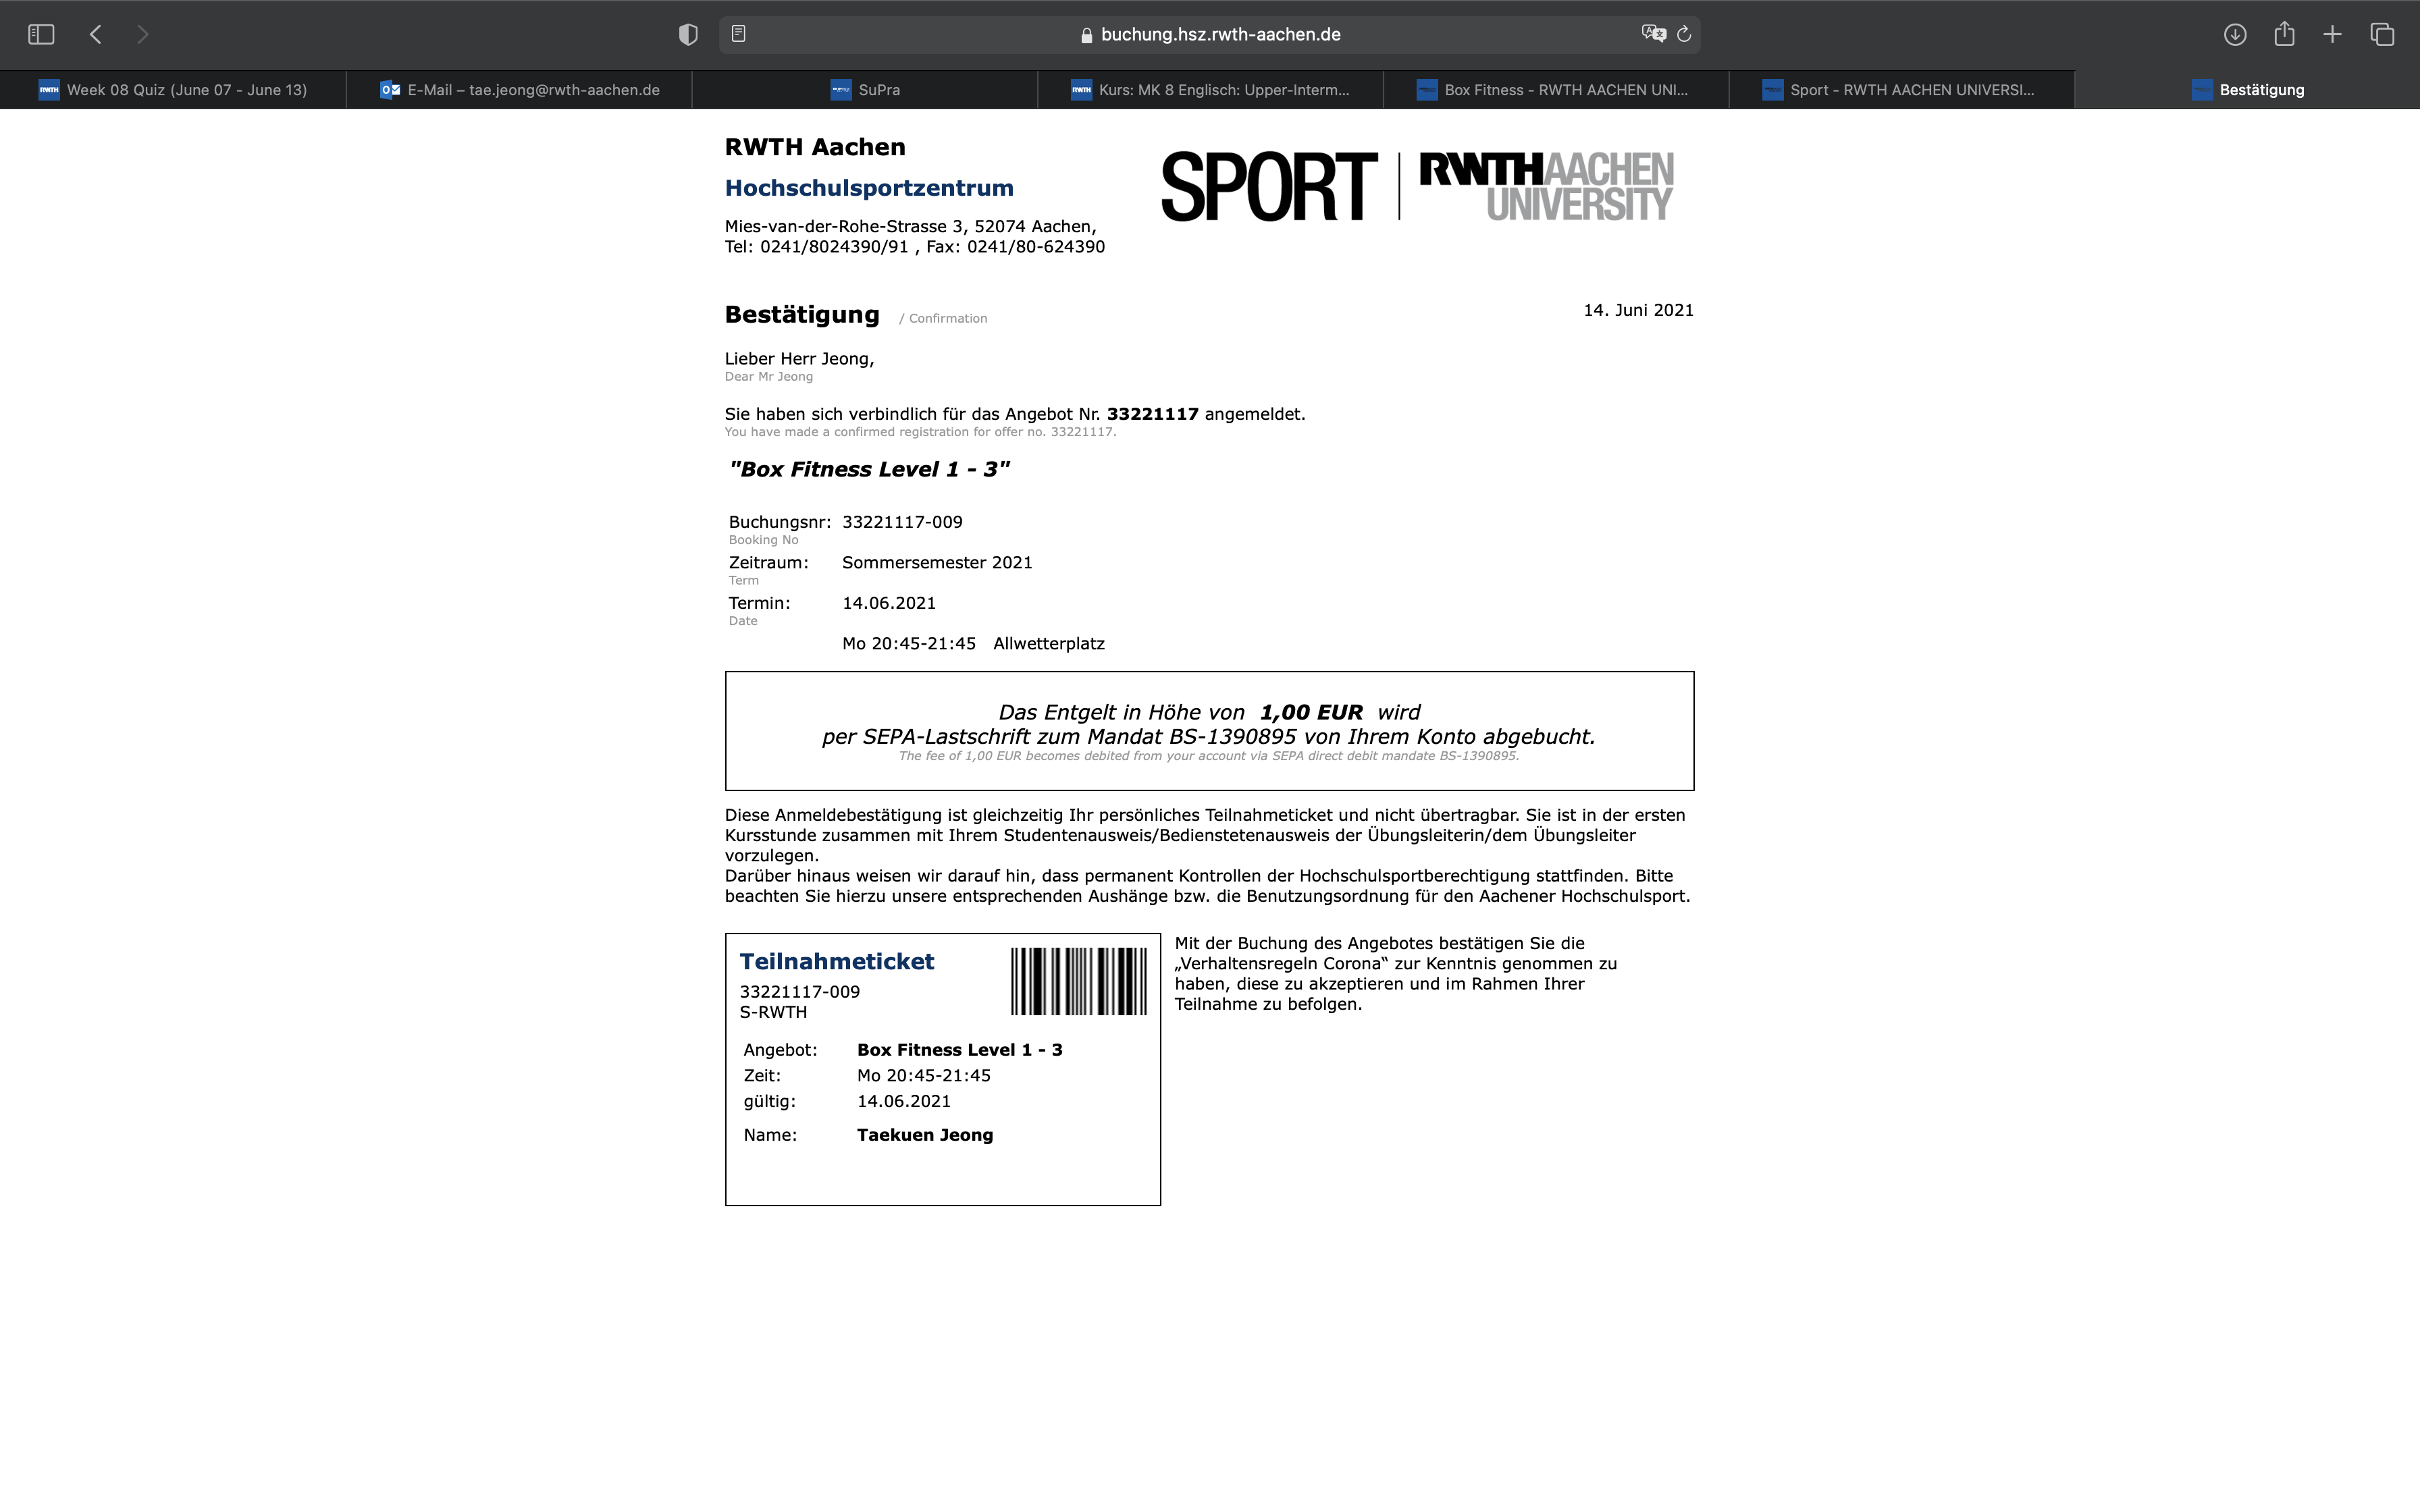 buchung.hsz.rwth-aachen.de
RWTH Week 08 Quiz (June 07 - June 13)
E-Mail – tae.jeong@rwth-aachen.de
SuPra
RWTH Kurs: MK 8 Englisch: Upper-Interm...
Box Fitness - RWTH AACHEN UNI...
Sport - RWTH AACHEN UNIVERSI...
Bestätigung
RWTH Aachen
Hochschulsportzentrum
Mies-van-der-Rohe-Strasse 3, 52074 Aachen,
Tel: 0241/8024390/91 , Fax: 0241/80-624390
SPORT
RWTHAACHEN
UNIVERSITY
Bestätigung / Confirmation
14. Juni 2021
Lieber Herr Jeong,
Dear Mr Jeong
Sie haben sich verbindlich für das Angebot Nr. 33221117 angemeldet.
You have made a confirmed registration for offer no. 33221117.
"Box Fitness Level 1 - 3"
Buchungsnr: 33221117-009
Booking No
Zeitraum: Sommersemester 2021
Term
Termin: 14.06.2021
Date
Mo 20:45-21:45 Allwetterplatz
Das Entgelt in Höhe von 1,00 EUR wird
per SEPA-Lastschrift zum Mandat BS-1390895 von Ihrem Konto abgebucht.
The fee of 1,00 EUR becomes debited from your account via SEPA direct debit mandate BS-1390895.
Diese Anmeldebestätigung ist gleichzeitig Ihr persönliches Teilnahmeticket und nicht übertragbar. Sie ist in der ersten
Kursstunde zusammen mit Ihrem Studentenausweis/Bedienstetenausweis der Übungsleiterin/dem Übungsleiter
vorzulegen.
Darüber hinaus weisen wir darauf hin, dass permanent Kontrollen der Hochschulsportberechtigung stattfinden. Bitte
beachten Sie hierzu unsere entsprechenden Aushänge bzw. die Benutzungsordnung für den Aachener Hochschulsport.
Teilnahmeticket
33221117-009
S-RWTH
Angebot: Box Fitness Level 1 - 3
Zeit: Mo 20:45-21:45
gültig: 14.06.2021
Name: Taekuen Jeong
Mit der Buchung des Angebotes bestätigen Sie die
„Verhaltensregeln Corona‟ zur Kenntnis genommen zu
haben, diese zu akzeptieren und im Rahmen Ihrer
Teilnahme zu befolgen.